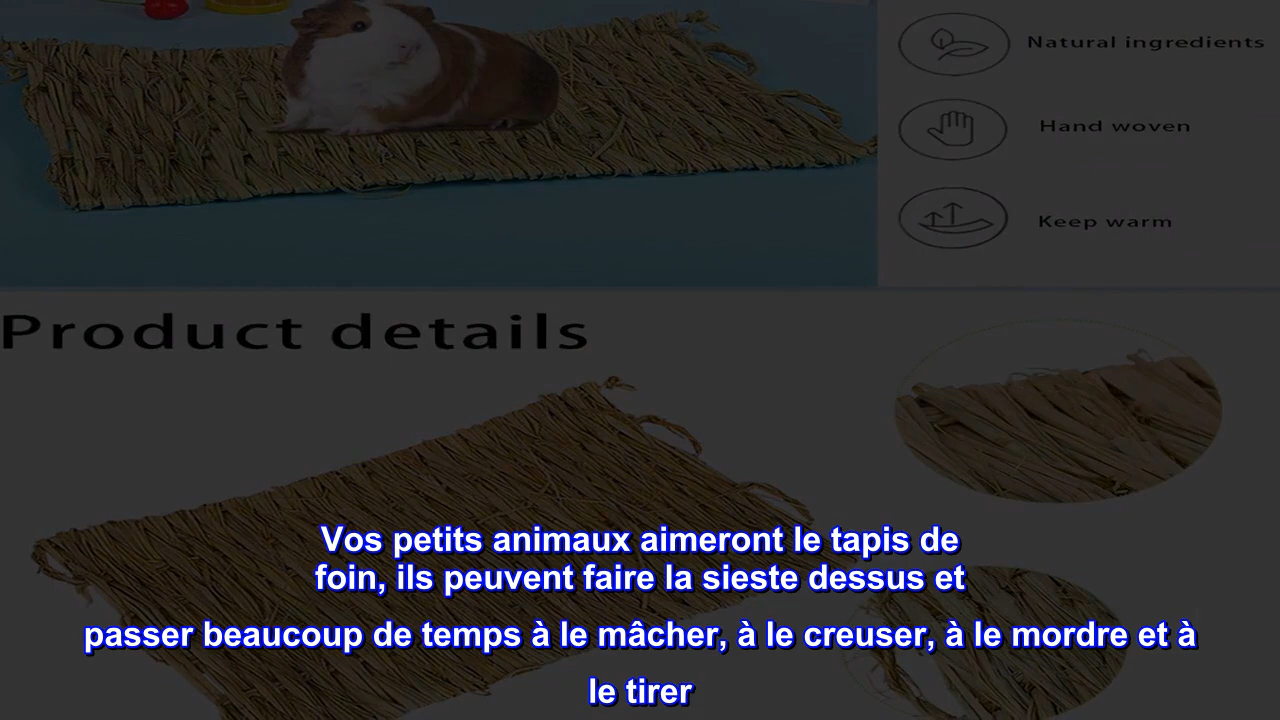 Natural ingredients
Hand woven
Keep warm
Product details
Vos petits animaux aimeront le tapis de
foin, ils peuvent faire la sieste dessus et
passer beaucoup de temps à le mâcher, à le creuser, à le mordre et à
le tirer